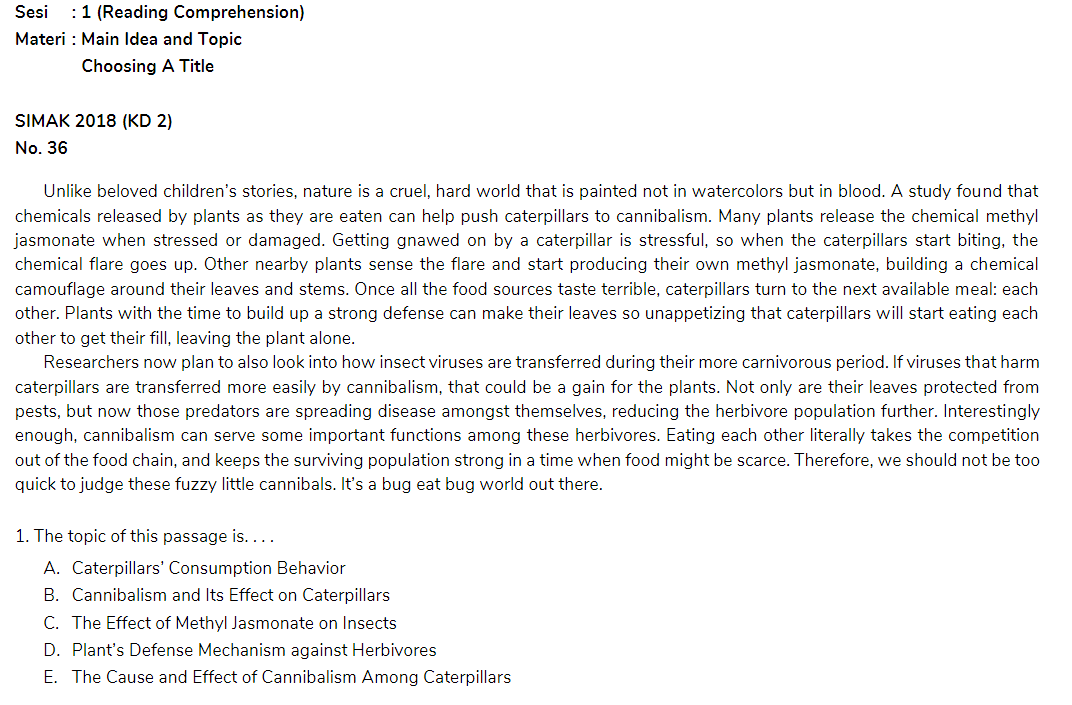 Sesi : 1 (Reading Comprehension)
Materi : Main Idea and Topic
Choosing A Title
SIMAK 2018 (KD 2)
No. 36
Unlike beloved children's stories, nature is a cruel, hard world that is painted not in watercolors but in blood. A study found that
chemicals released by plants as they are eaten can help push caterpillars to cannibalism. Many plants release the chemical methyl
jasmonate when stressed or damaged. Getting gnawed on by a caterpillar is stressful, so when the caterpillars start biting, the
chemical flare goes up. Other nearby plants sense the flare and start producing their own methyl jasmonate, building a chemical
camouflage around their leaves and stems. Once all the food sources taste terrible, caterpillars turn to the next available meal: each
other. Plants with the time to build up a strong defense can make their leaves so unappetizing that caterpillars will start eating each
other to get their fill, leaving the plant alone.
Researchers now plan to also look into how insect viruses are transferred during their more carnivorous period. If viruses that harm
caterpillars are transferred more easily by cannibalism, that could be a gain for the plants. Not only are their leaves protected from
pests, but now those predators are spreading disease amongst themselves, reducing the herbivore population further. Interestingly
enough, cannibalism can serve some important functions among these herbivores. Eating each other literally takes the competition
out of the food chain, and keeps the surviving population strong in a time when food might be scarce. Therefore, we should not be too
quick to judge these fuzzy little cannibals. It's a bug eat bug world out there.
1. The topic of this passage is. . . .
A. Caterpillars' Consumption Behavior
B. Cannibalism and Its Effect on Caterpillars
C. The Effect of Methyl Jasmonate on Insects
D. Plant's Defense Mechanism against Herbivores
E. The Cause and Effect of Cannibalism Among Caterpillars